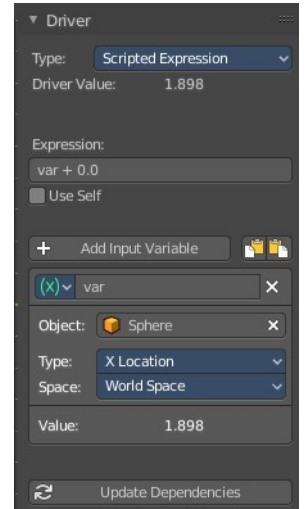 Driver
Type: Scripted Expression
Driver Value: 1.898
Expression:
var + 0.0
Use Self
Add Input Variable
(x) var
Object: Sphere
Type: X Location
Space: World Space
Value: 1.898
Update Dependencies